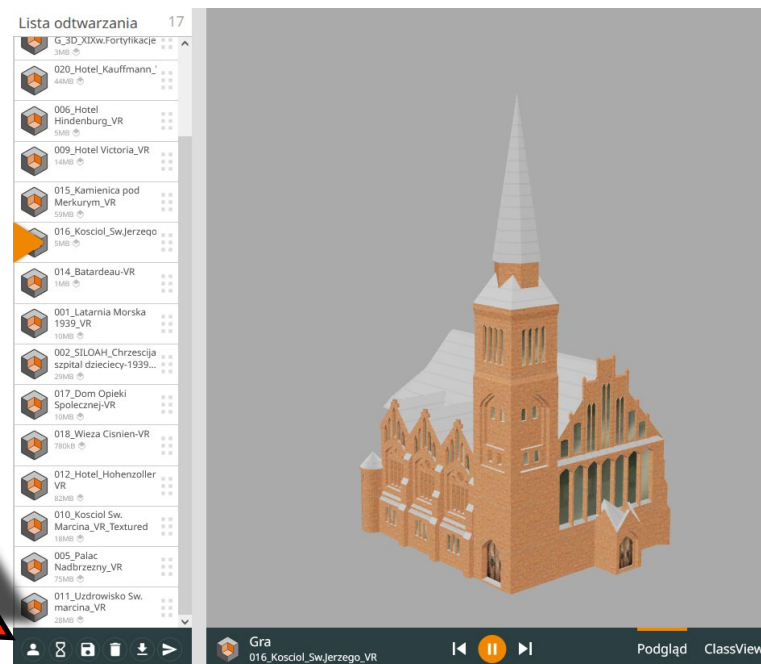 Lista odtwarzania 17
G_3D_XIXw.Fortyfikacje
3MB
020_Hotel_Kauffmann_
44MB
006_Hotel
Hindenburg_VR
5MB
009_Hotel Victoria_VR
14MB
015_Kamienica pod
Merkurym_VR
59MB
016_Kosciol_Sw.Jerzego
5MB
014_Batardeau-VR
1MB
001_Latarnia Morska
1939_VR
10MB
002_SILOAH_Chrzescija
szpital dzieciecy-1939...
29MB
017_Dom Opieki
Spolecznej-VR
10MB
018_Wieza Cisnien-VR
780kB
012_Hotel_Hohenzoller
VR
82MB
010_Kosciol Sw.
Marcina_VR_Textured
18MB
005_Palac
Nadbrzezny_VR
75MB
011_Uzdrowisko Sw.
marcina_VR
28MB
Gra
016_Kosciol_Sw.Jerzego_VR
Podgląd ClassView